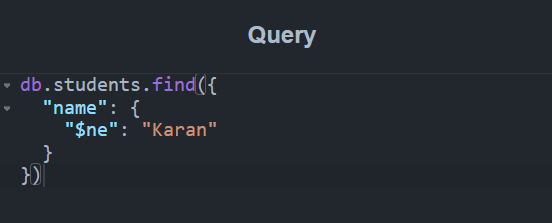 Query
db.students.find({
  "name": {
    "$ne": "Karan"
  }
})